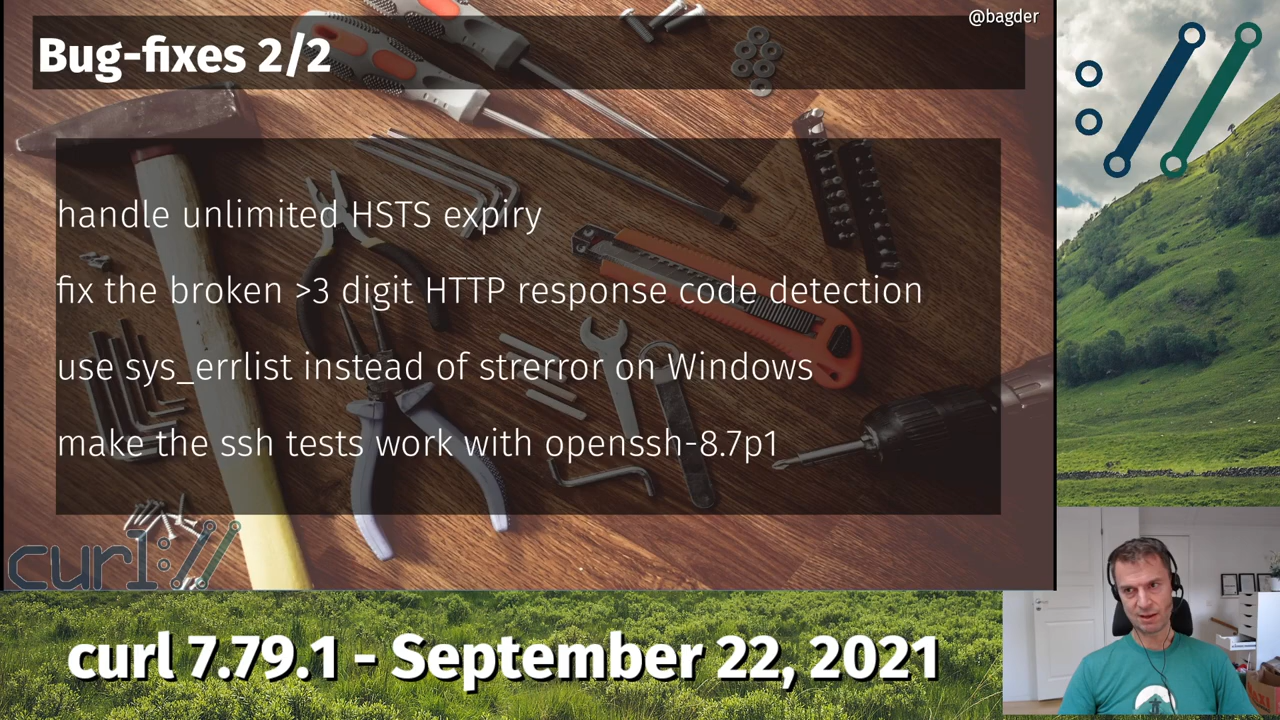 @bagder
Bug-fixes 2/2
handle unlimited HSTS expiry
fix the broken >3 digit HTTP response code detection
use sys_errlist instead of strerror on Windows
make the ssh tests work with openssh-8.7p1
curl://
curl 7.79.1 - September 22, 2021